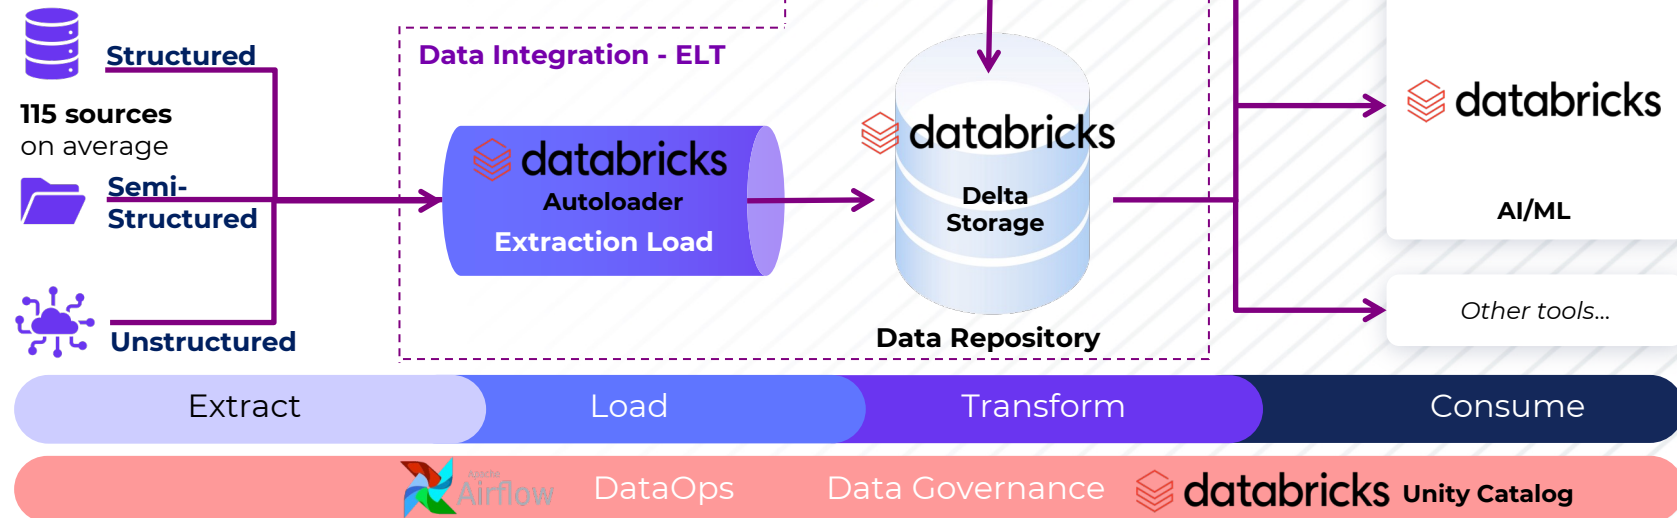 Structured
115 sources
on average
Semi-
Structured
Unstructured
Data Integration - ELT
databricks
Autoloader
Extraction Load
databricks
Delta
Storage
Data Repository
databricks
AI/ML
Other tools...
Extract
Load
Transform
Consume
APACHE
Airflow
DataOps
Data Governance
databricks Unity Catalog